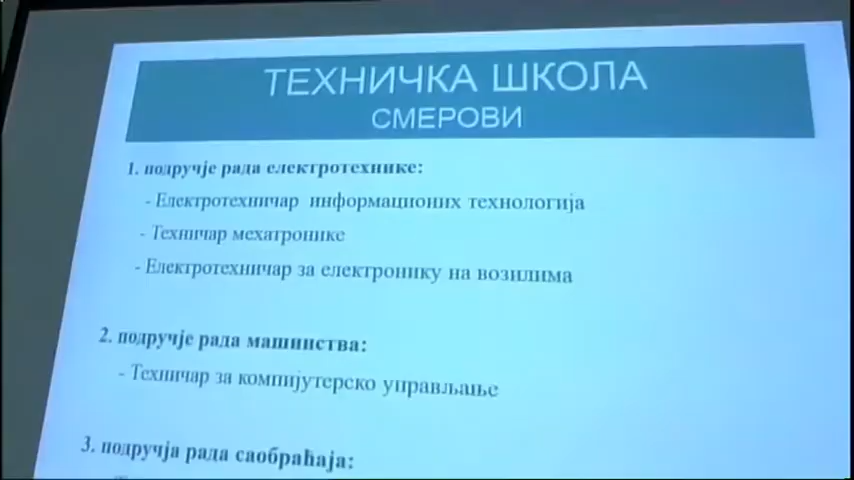 ТЕХНИЧКА ШКОЛА
СМЕРОВИ
1. подручје рада електротехнике:
- Електротехничар информационих технологија
- Техничар мехатронике
- Електротехничар за електронику на возилима
2. подручје рада машинства:
- Техничар за компијутерско управљање
3. подручја рада саобраћаја: